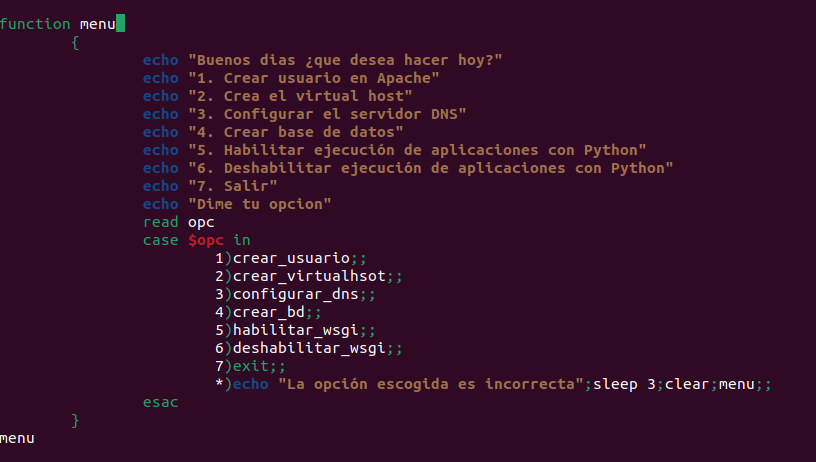 function menu
{
echo "Buenos dias ¿que desea hacer hoy?"
echo "1. Crear usuario en Apache"
echo "2. Crea el virtual host"
echo "3. Configurar el servidor DNS"
echo "4. Crear base de datos"
echo "5. Habilitar ejecución de aplicaciones con Python"
echo "6. Deshabilitar ejecución de aplicaciones con Python"
echo "7. Salir"
echo "Dime tu opcion"
read opc
case $opc in
1)crear_usuario;;
2)crear_virtualhsot;;
3)configurar_dns;;
4)crear_bd;;
5)habilitar_wsgi;;
6)deshabilitar_wsgi;;
7)exit;;
*)echo "La opción escogida es incorrecta";sleep 3;clear;menu;;
esac
}
menu